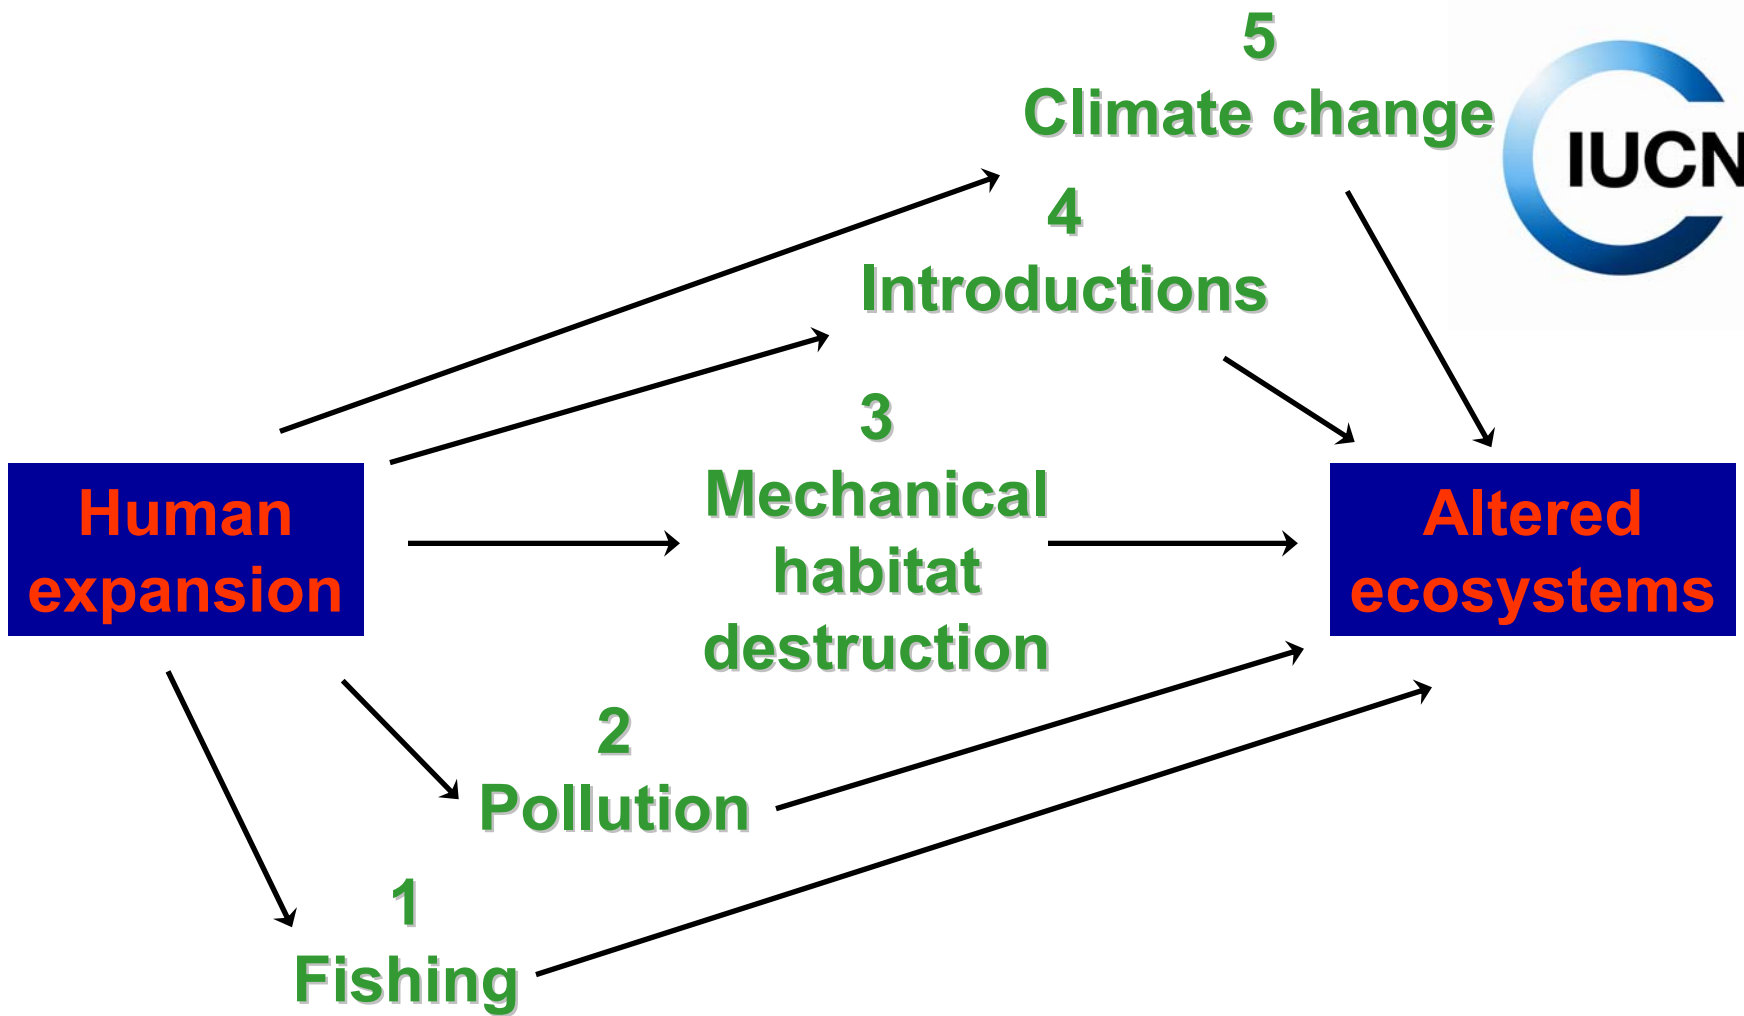 5
Climate change
IUCN
4
Introductions
3
Mechanical
habitat
destruction
Human
expansion
Altered
ecosystems
2
Pollution
1
Fishing